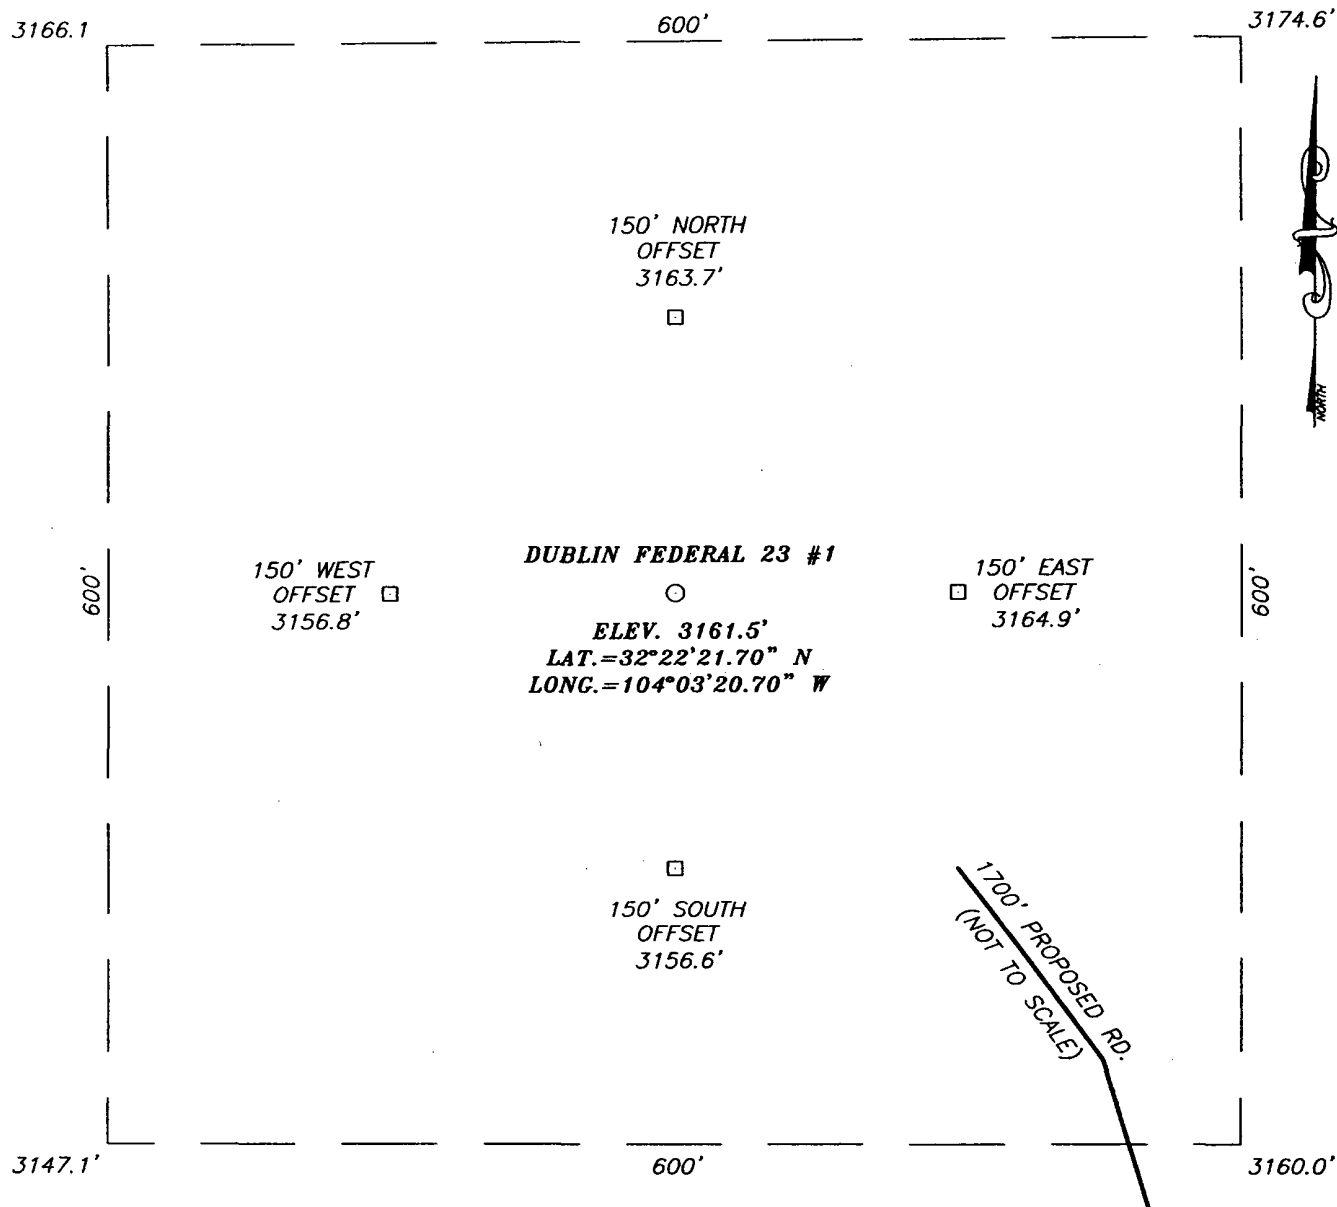 3166.1
600'
3174.6'
150' NORTH
OFFSET
3163.7'
NORTH
600'
150' WEST
OFFSET
3156.8'
DUBLIN FEDERAL 23 #1
ELEV. 3161.5'
LAT.=32°22'21.70" N
LONG.=104°03'20.70" W
150' EAST
OFFSET
3164.9'
600'
150' SOUTH
OFFSET
3156.6'
1700' PROPOSED RD.
(NOT TO SCALE)
3147.1'
600'
3160.0'